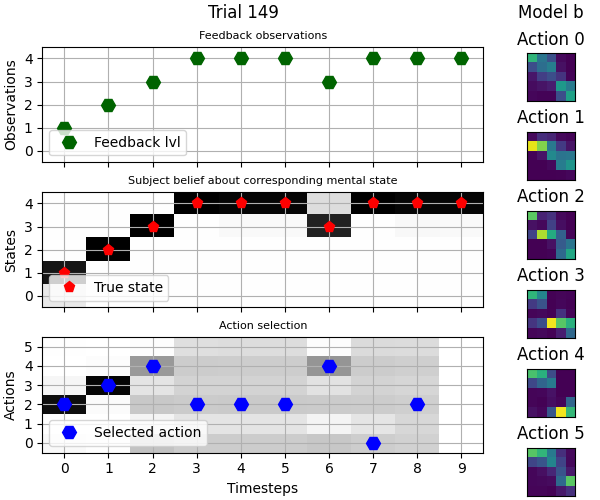 Trial 149
Model b
Feedback observations
Observations
4
3
2
1
0
Feedback lvl
Subject belief about corresponding mental state
States
4
3
2
1
0
True state
Action selection
Actions
5
4
3
2
1
0
Selected action
0 1 2 3 4 5 6 7 8 9
Timesteps
Action 0
Action 1
Action 2
Action 3
Action 4
Action 5